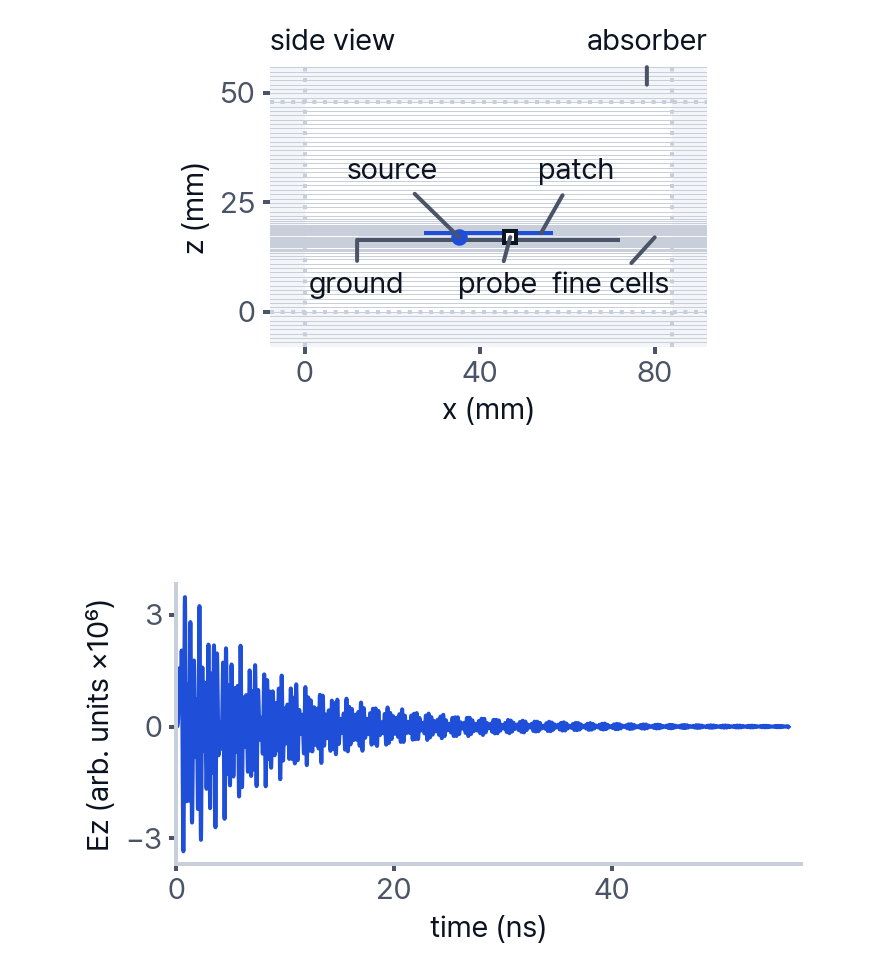 side view
absorber
50
source
patch
25
z (mm)
ground
probe
fine cells
0
0
40
80
x (mm)
3
Ez (arb. units ×10⁶)
0
−3
0
20
40
time (ns)